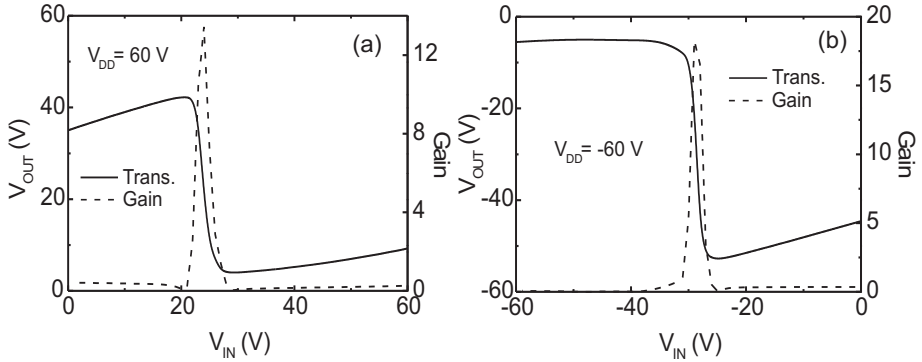 (a)
V_DD= 60 V
60
40
20
0
V_OUT (V)
Trans.
Gain
12
8
4
0
Gain
0
20
40
60
V_IN (V)
(b)
V_DD= -60 V
0
-20
-40
-60
V_OUT (V)
Trans.
Gain
20
15
10
5
0
Gain
-60
-40
-20
0
V_IN (V)